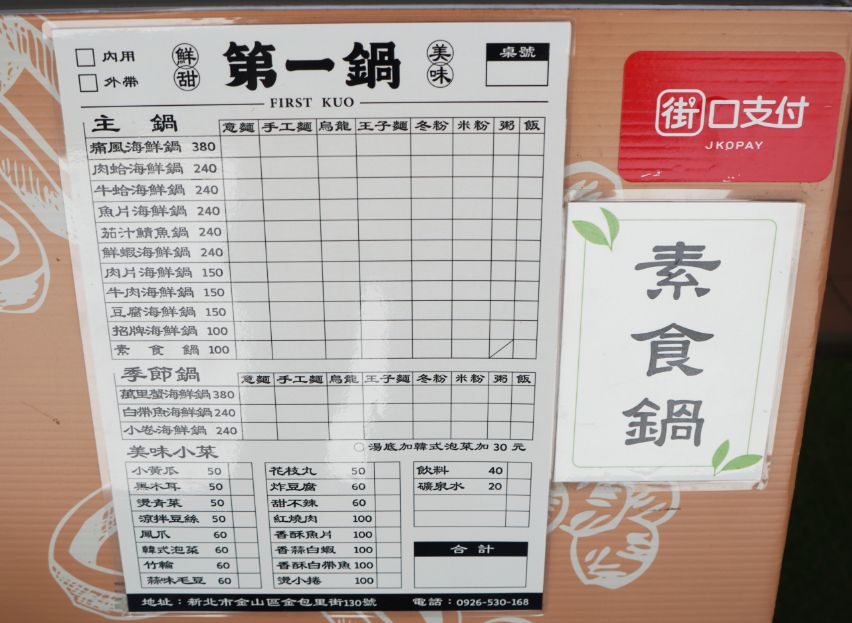 內用
外帶
鮮甜
第一鍋
美味
桌號
FIRST KUO
主鍋 意麵 手工麵 烏龍 王子麵 冬粉 米粉 粥 飯
痛風海鮮鍋 380
肉蛤海鮮鍋 240
牛蛤海鮮鍋 240
魚片海鮮鍋 240
茄汁鯖魚鍋 240
鮮蝦海鮮鍋 240
肉片海鮮鍋 150
牛肉海鮮鍋 150
豆腐海鮮鍋 150
招牌海鮮鍋 100
素食鍋 100
季節鍋 意麵 手工麵 烏龍 王子麵 冬粉 米粉 粥 飯
萬里蟹海鮮鍋 380
白帶魚海鮮鍋 240
小卷海鮮鍋 240
美味小菜
湯底加韓式泡菜加 30 元
小黃瓜 50
黑木耳 50
燙青菜 50
涼拌豆絲 50
鳳爪 60
韓式泡菜 60
竹輪 60
蒜味毛豆 60
花枝丸 50
炸豆腐 60
甜不辣 60
紅燒肉 100
香酥魚片 100
香蒜白蝦 100
香酥白帶魚 100
燙小捲 100
飲料 40
礦泉水 20
合計
地址：新北市金山區金包里街130號 電話：0926-530-168
街口支付
JKOPAY
素食鍋